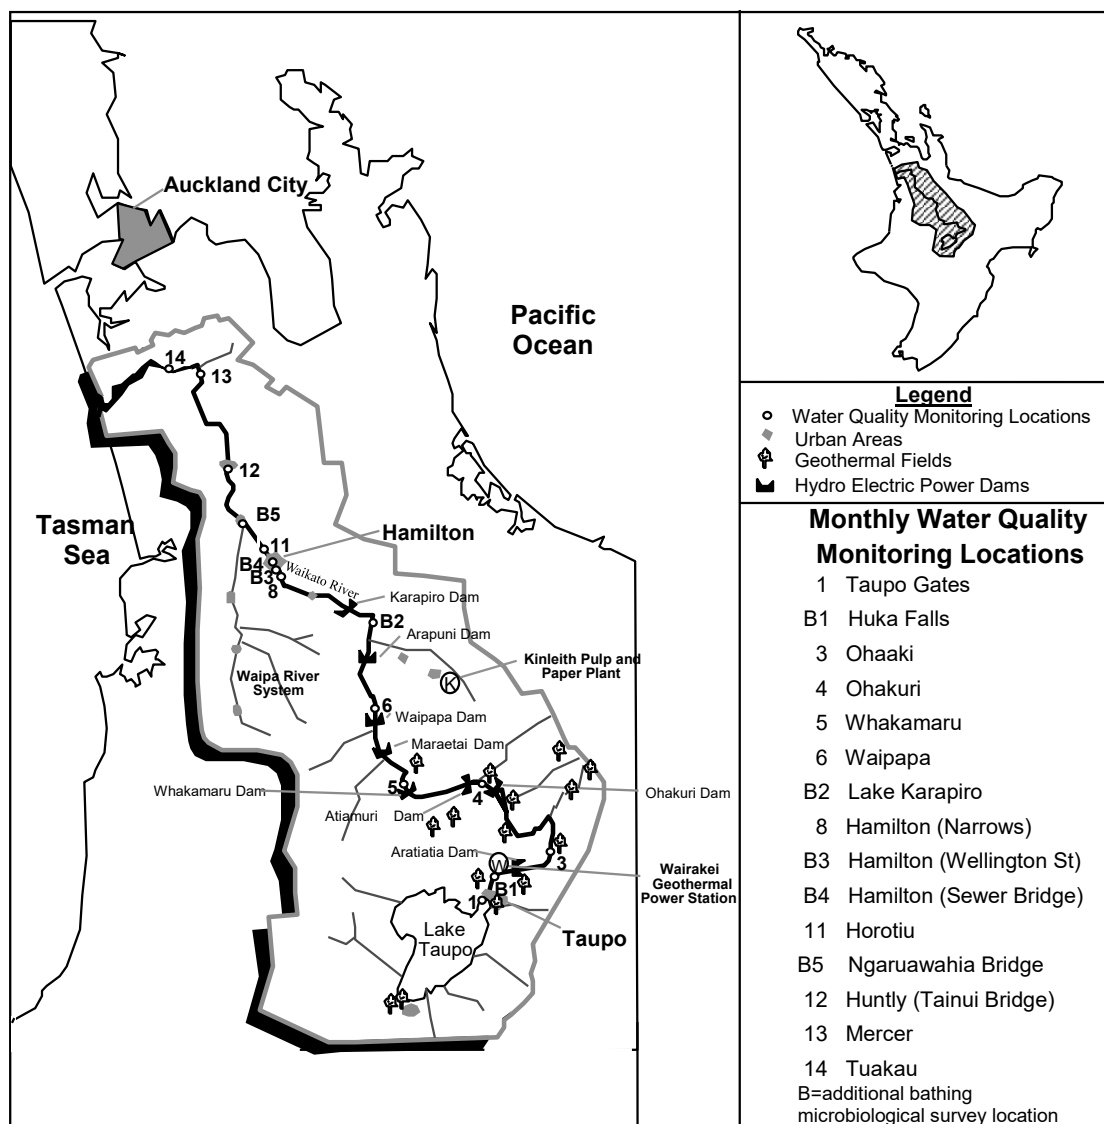 Auckland City
Pacific
Ocean
14
13
12
B5
Tasman
Sea
11
Hamilton
B4
B3
8
Waikato River
Karapiro Dam
B2
Arapuni Dam
Kinleith Pulp and
Paper Plant
K
Waipa River
System
6
Waipapa Dam
Maraetai Dam
Whakamaru Dam
5
4
Ohakuri Dam
Atiamuri Dam
Aratiatia Dam
W
3
Wairakei
Geothermal
Power Station
B1
1
Lake
Taupo
Taupo
Legend
Water Quality Monitoring Locations
Urban Areas
Geothermal Fields
Hydro Electric Power Dams
Monthly Water Quality
Monitoring Locations
1 Taupo Gates
B1 Huka Falls
3 Ohaaki
4 Ohakuri
5 Whakamaru
6 Waipapa
B2 Lake Karapiro
8 Hamilton (Narrows)
B3 Hamilton (Wellington St)
B4 Hamilton (Sewer Bridge)
11 Horotiu
B5 Ngaruawahia Bridge
12 Huntly (Tainui Bridge)
13 Mercer
14 Tuakau
B=additional bathing
microbiological survey location